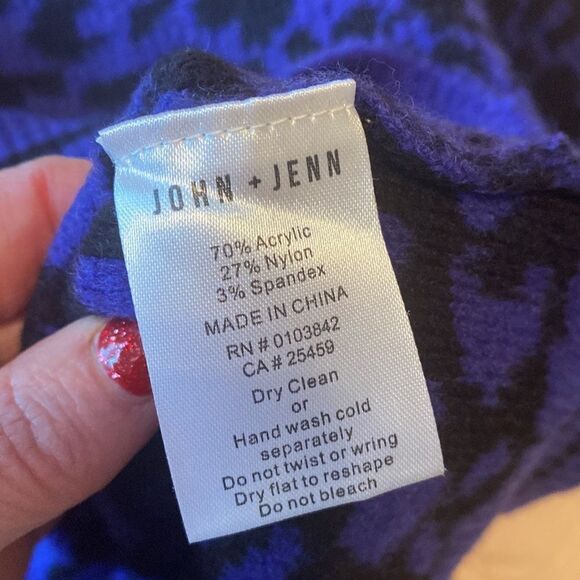 JOHN + JENN
70% Acrylic
27% Nylon
3% Spandex
MADE IN CHINA
RN # 0103842
CA # 25459
Dry Clean
or
Hand wash cold
separately
Do not twist or wring
Dry flat to reshape
Do not bleach